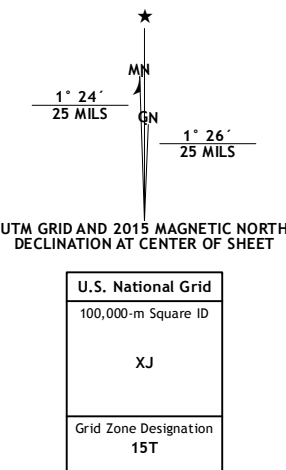 ★
MN
1° 24´
25 MILS
GN
1° 26´
25 MILS
UTM GRID AND 2015 MAGNETIC NORTH
DECLINATION AT CENTER OF SHEET
U.S. National Grid
100,000-m Square ID
XJ
Grid Zone Designation
15T